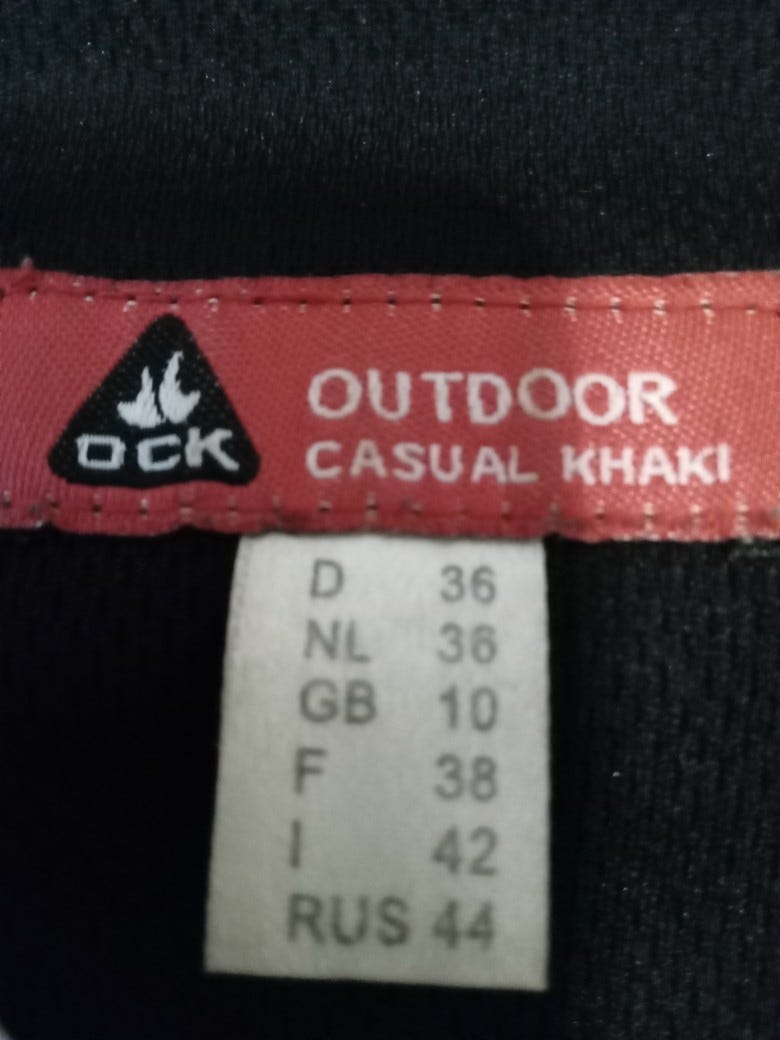 OCK
OUTDOOR
CASUAL KHAKI
D 36
NL 36
GB 10
F 38
I 42
RUS 44